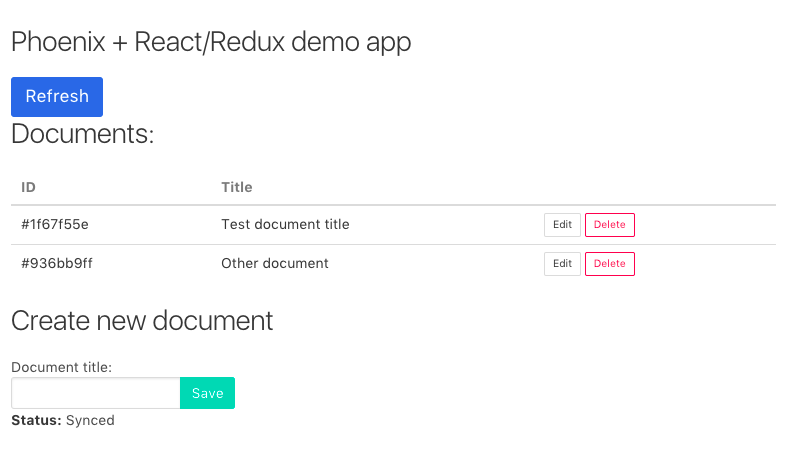 Phoenix + React/Redux demo app
Refresh
Documents:
ID Title
#1f67f55e Test document title Edit Delete
#936bb9ff Other document Edit Delete
Create new document
Document title:
Save
Status: Synced